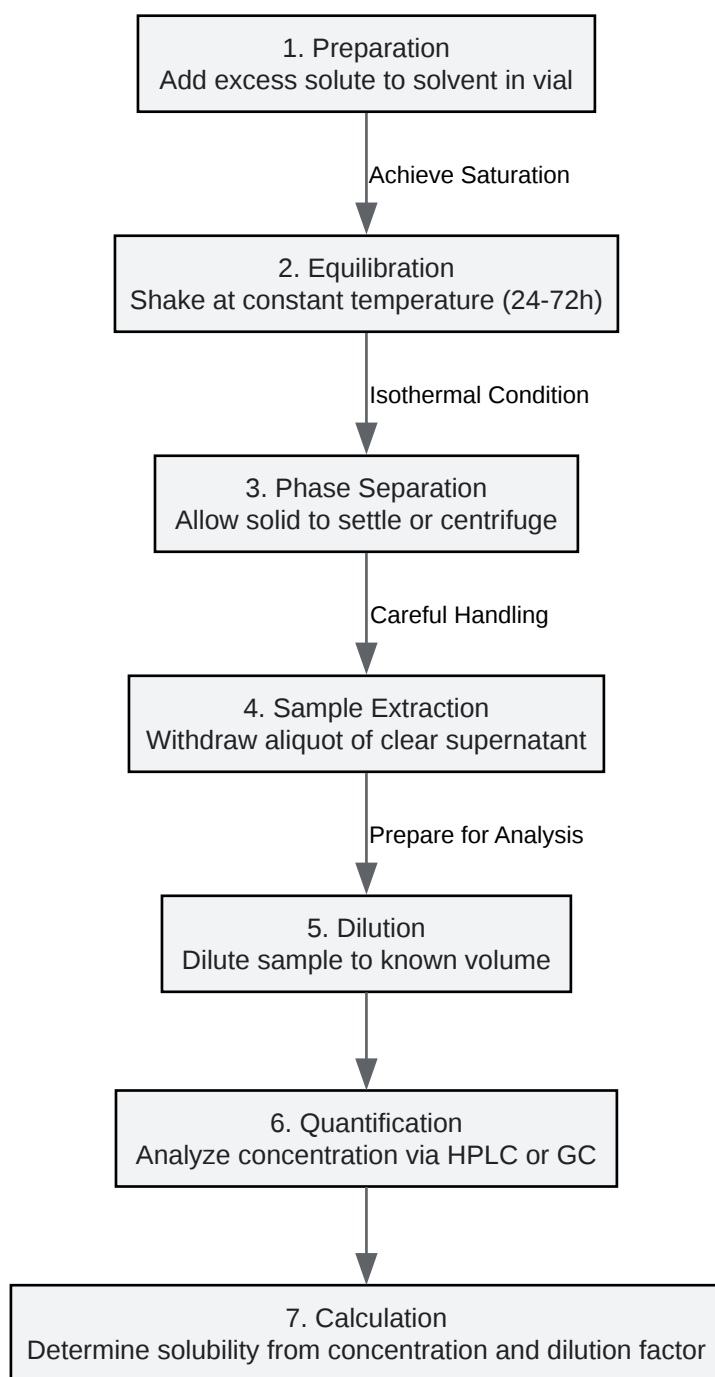 1. Preparation
Add excess solute to solvent in vial
Achieve Saturation
2. Equilibration
Shake at constant temperature (24-72h)
Isothermal Condition
3. Phase Separation
Allow solid to settle or centrifuge
Careful Handling
4. Sample Extraction
Withdraw aliquot of clear supernatant
Prepare for Analysis
5. Dilution
Dilute sample to known volume
6. Quantification
Analyze concentration via HPLC or GC
7. Calculation
Determine solubility from concentration and dilution factor